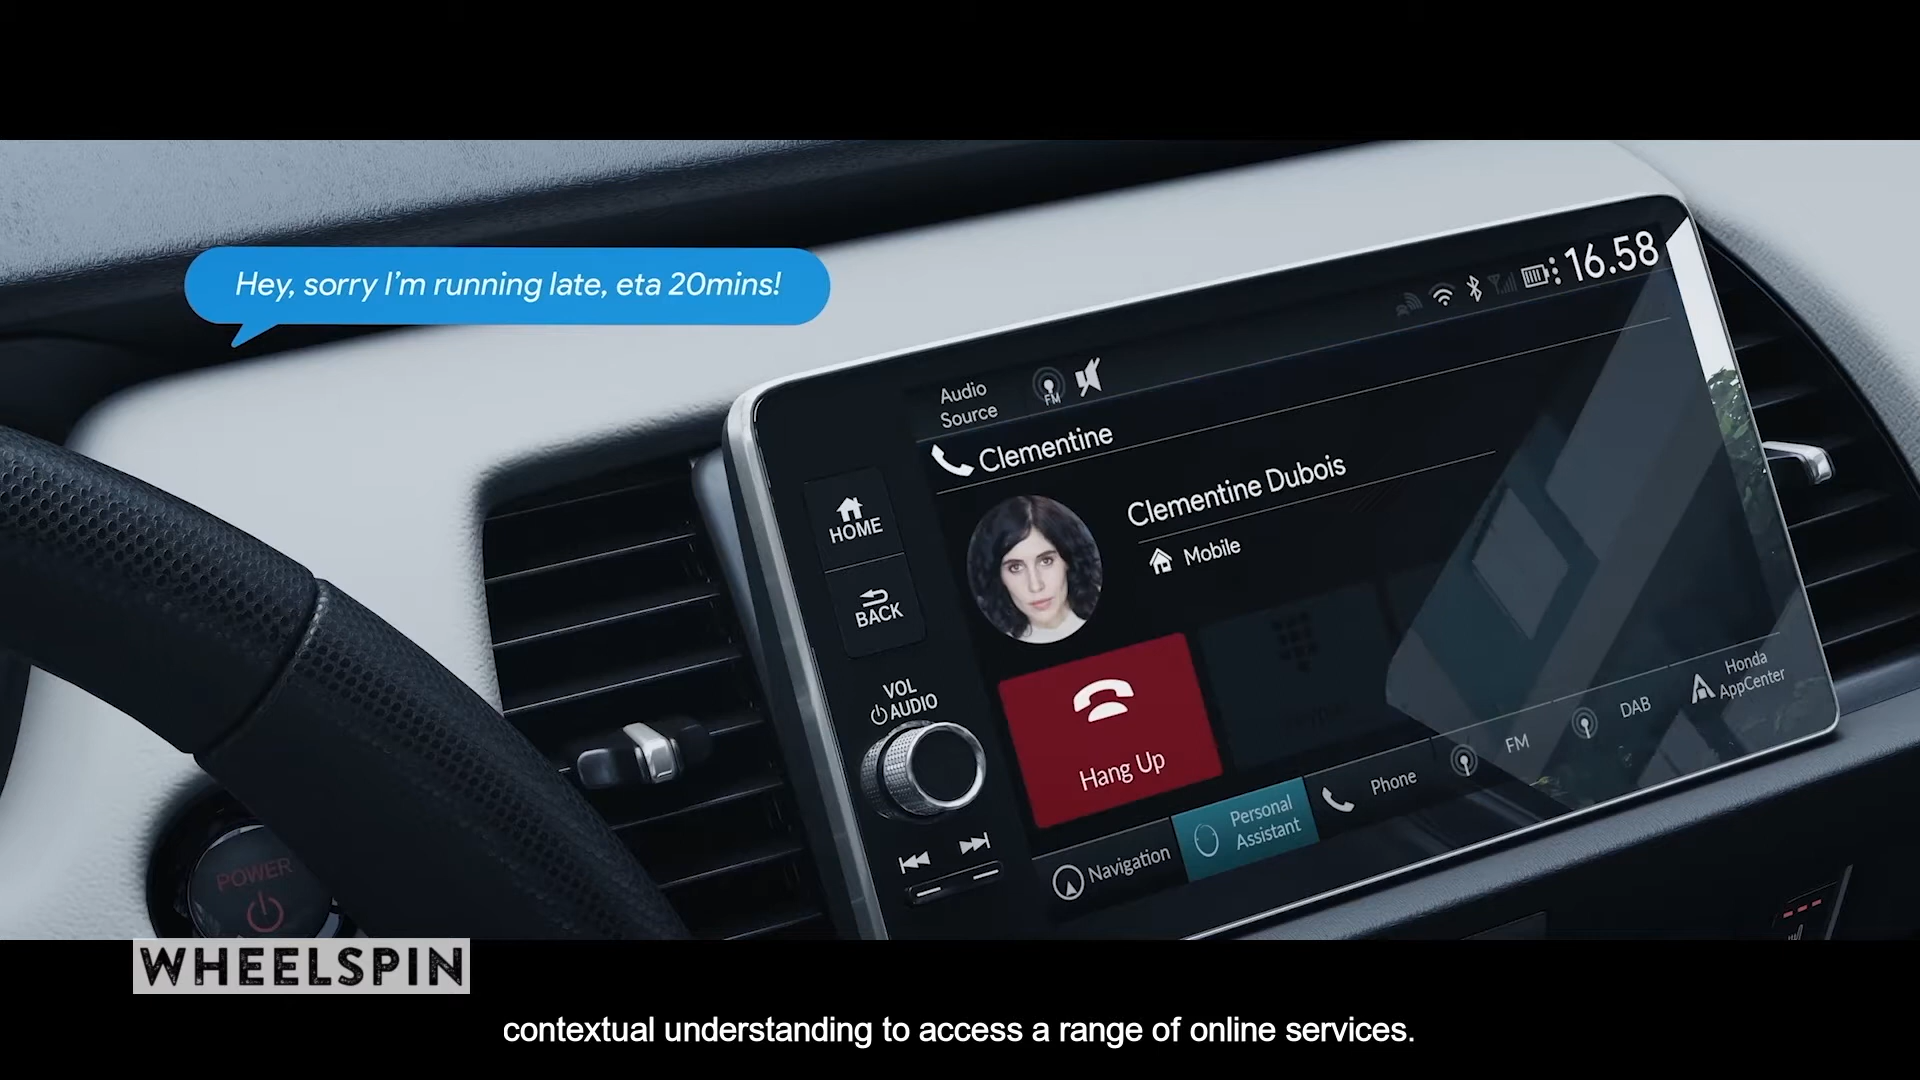 Hey, sorry I'm running late, eta 20mins!
16.58
Audio
Source
FM
Clementine
Clementine Dubois
Mobile
HOME
BACK
VOL
AUDIO
Hang Up
Navigation
Personal
Assistant
Phone
FM
DAB
Honda
AppCenter
POWER
WHEELSPIN
contextual understanding to access a range of online services.